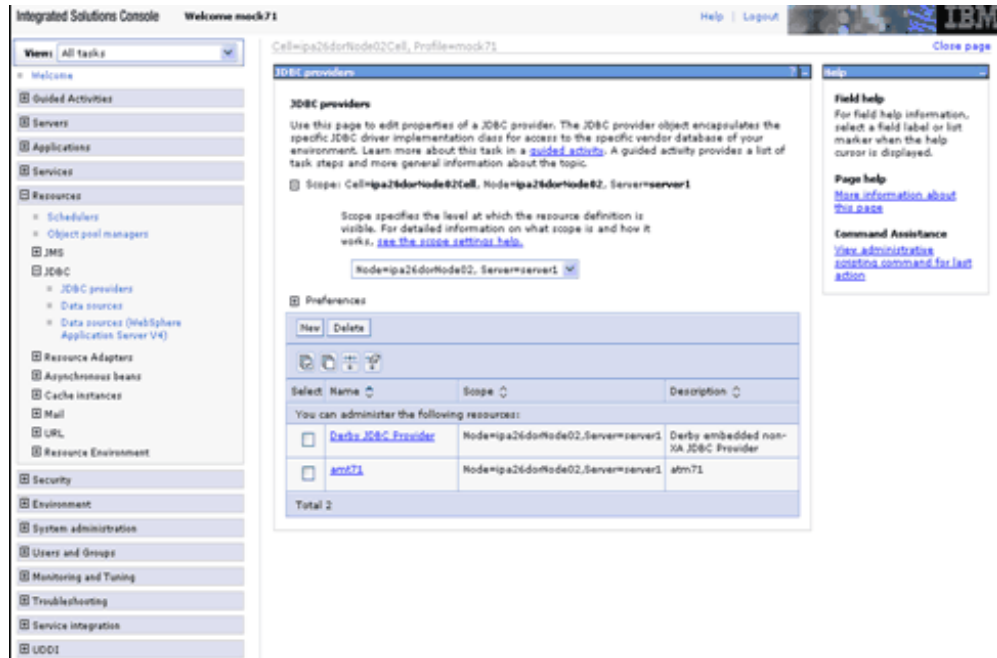 Integrated Solutions Console Welcome mock71
Help | Logout
IBM
View: All tasks
Cell=ipa26dorNode02Cell, Profile=mock71
Close page
Welcome
Guided Activities
Servers
Applications
Services
Resources
Schedulers
Object pool managers
JMS
JDBC
JDBC providers
Data sources
Data sources (WebSphere
Application Server V4)
Resource Adapters
Asynchronous beans
Cache instances
Mail
URL
Resource Environment
Security
Environment
System administration
Users and Groups
Monitoring and Tuning
Troubleshooting
Service integration
UDDI
JDBC providers
?
JDBC providers
Use this page to edit properties of a JDBC provider. The JDBC provider object encapsulates the
specific JDBC driver implementation class for access to the specific vendor database of your
environment. Learn more about this task in a guided activity. A guided activity provides a list of
task steps and more general information about the topic.
Scope: Cell=ipa26dorNode02Cell, Node=ipa26dorNode02, Server=server1
Scope specifies the level at which the resource definition is
visible. For detailed information on what scope is and how it
works, see the scope settings help.
Node=ipa26dorNode02, Server=server1
Preferences
New Delete
Select Name Scope Description
You can administer the following resources:
Derby JDBC Provider Node=ipa26dorNode02,Server=server1 Derby embedded non-
XA JDBC Provider
amt71 Node=ipa26dorNode02,Server=server1 atm71
Total 2
Help
Field help
For field help information,
select a field label or list
marker when the help
cursor is displayed.
Page help
More information about
this page
Command Assistance
View administrative
scripting command for last
action